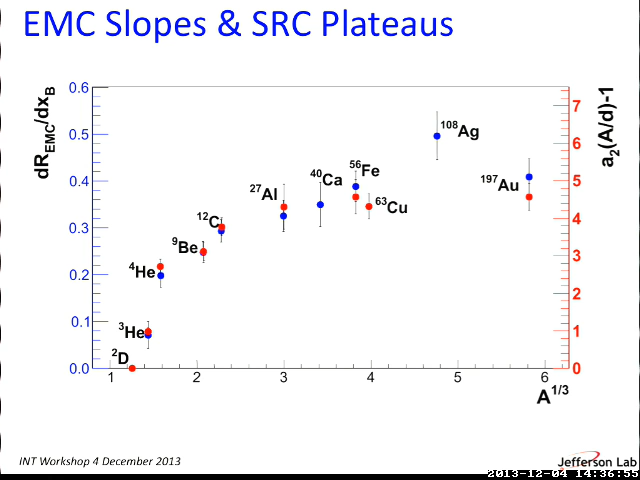 EMC Slopes & SRC Plateaus
dR_EMC/dx_B
a₂(A/d)-1
0.6
0.5
0.4
0.3
0.2
0.1
0.0
7
6
5
4
3
2
1
0
¹⁰⁸Ag
⁵⁶Fe
⁴⁰Ca
¹⁹⁷Au
²⁷Al
⁶³Cu
¹²C
⁹Be
⁴He
³He
²D
1 2 3 4 5 6
A^1/3
INT Workshop 4 December 2013
Jefferson Lab
2013-12-04 14:36:55